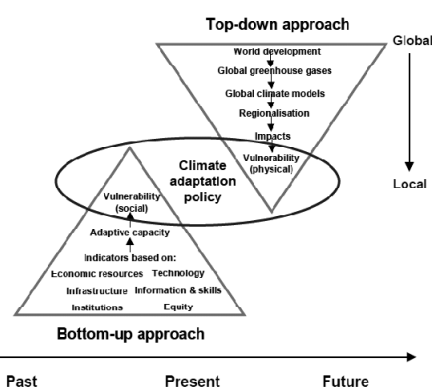 Top-down approach
Global
World development
Global greenhouse gases
Global climate models
Regionalisation
Impacts
Vulnerability
(physical)
Local
Climate
adaptation
policy
Vulnerability
(social)
Adaptive capacity
Indicators based on:
Economic resources Technology
Infrastructure Information & skills
Institutions Equity
Bottom-up approach
Past Present Future